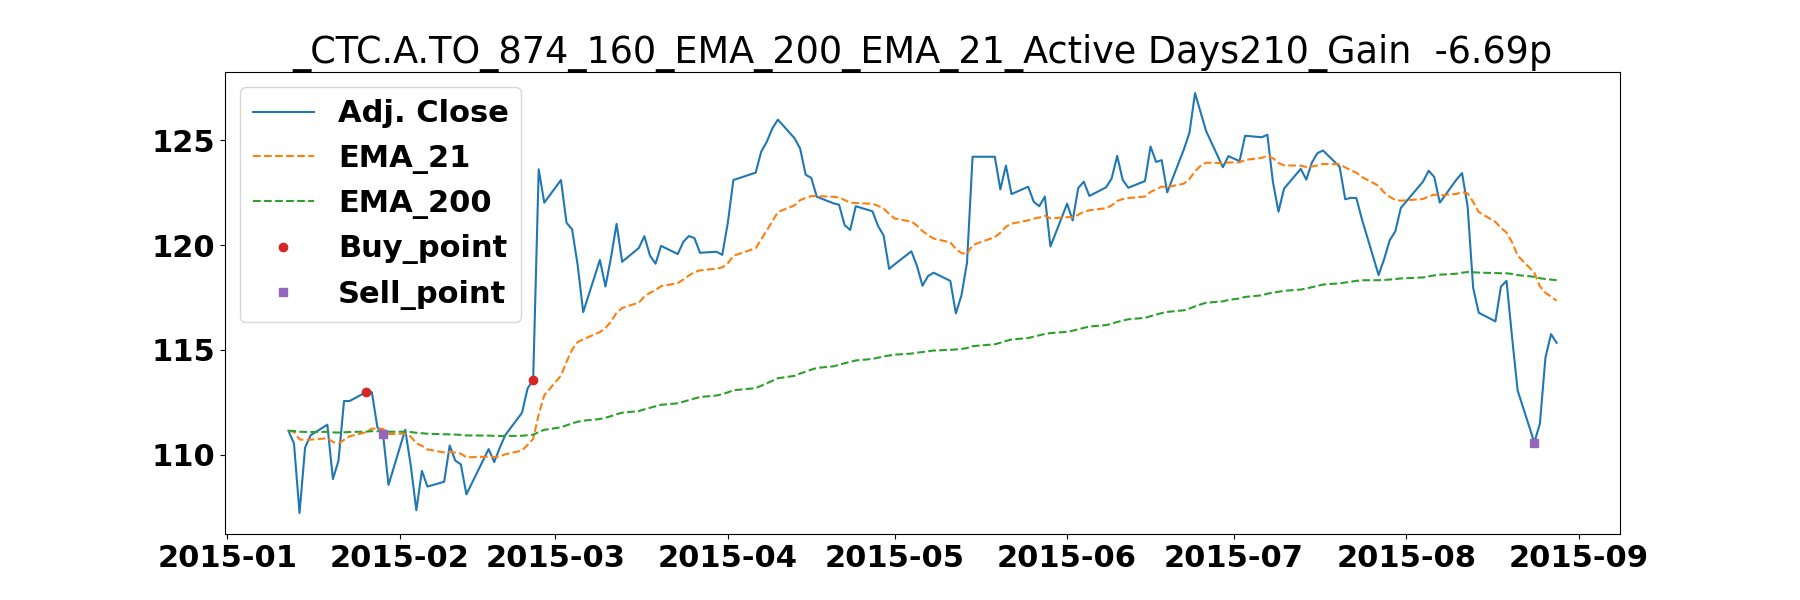 _CTC.A.TO_874_160_EMA_200_EMA_21_Active Days210_Gain  -6.69p
Adj. Close
EMA_21
EMA_200
Buy_point
Sell_point
125
120
115
110
2015-01 2015-02 2015-03 2015-04 2015-05 2015-06 2015-07 2015-08 2015-09